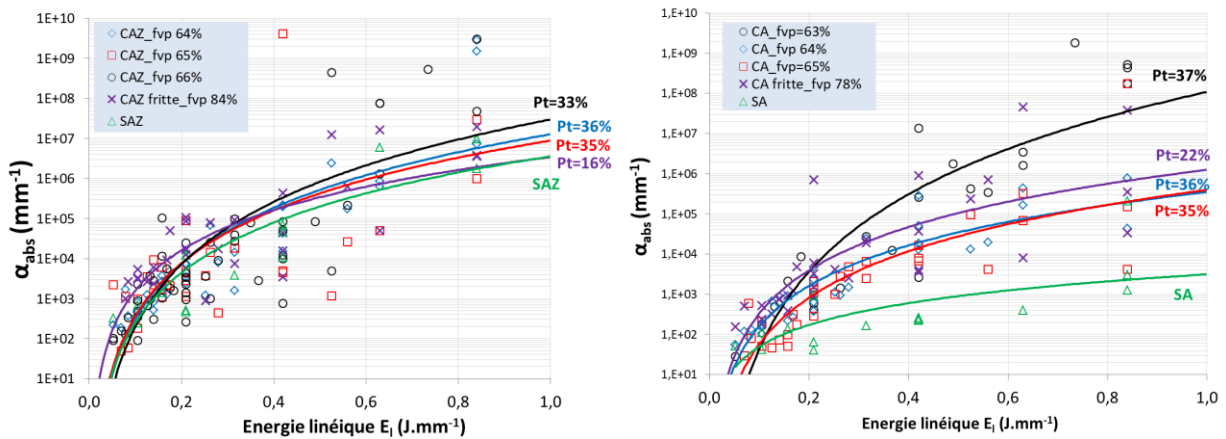 1E+10
1E+09
1E+08
1E+07
1E+06
1E+05
1E+04
1E+03
1E+02
1E+01
αabs (mm⁻¹)
CAZ_fvp 64%
CAZ_fvp 65%
CAZ_fvp 66%
CAZ fritte_fvp 84%
SAZ
Pt=33%
Pt=36%
Pt=35%
Pt=16%
SAZ
0,0 0,2 0,4 0,6 0,8 1,0
Energie linéique El (J.mm⁻¹)
1,E+10
1,E+09
1,E+08
1,E+07
1,E+06
1,E+05
1,E+04
1,E+03
1,E+02
1,E+01
αabs (mm⁻¹)
CA_fvp=63%
CA_fvp 64%
CA_fvp=65%
CA fritte_fvp 78%
SA
Pt=37%
Pt=22%
Pt=36%
Pt=35%
SA
0,0 0,2 0,4 0,6 0,8 1,0
Energie linéique El (J.mm⁻¹)